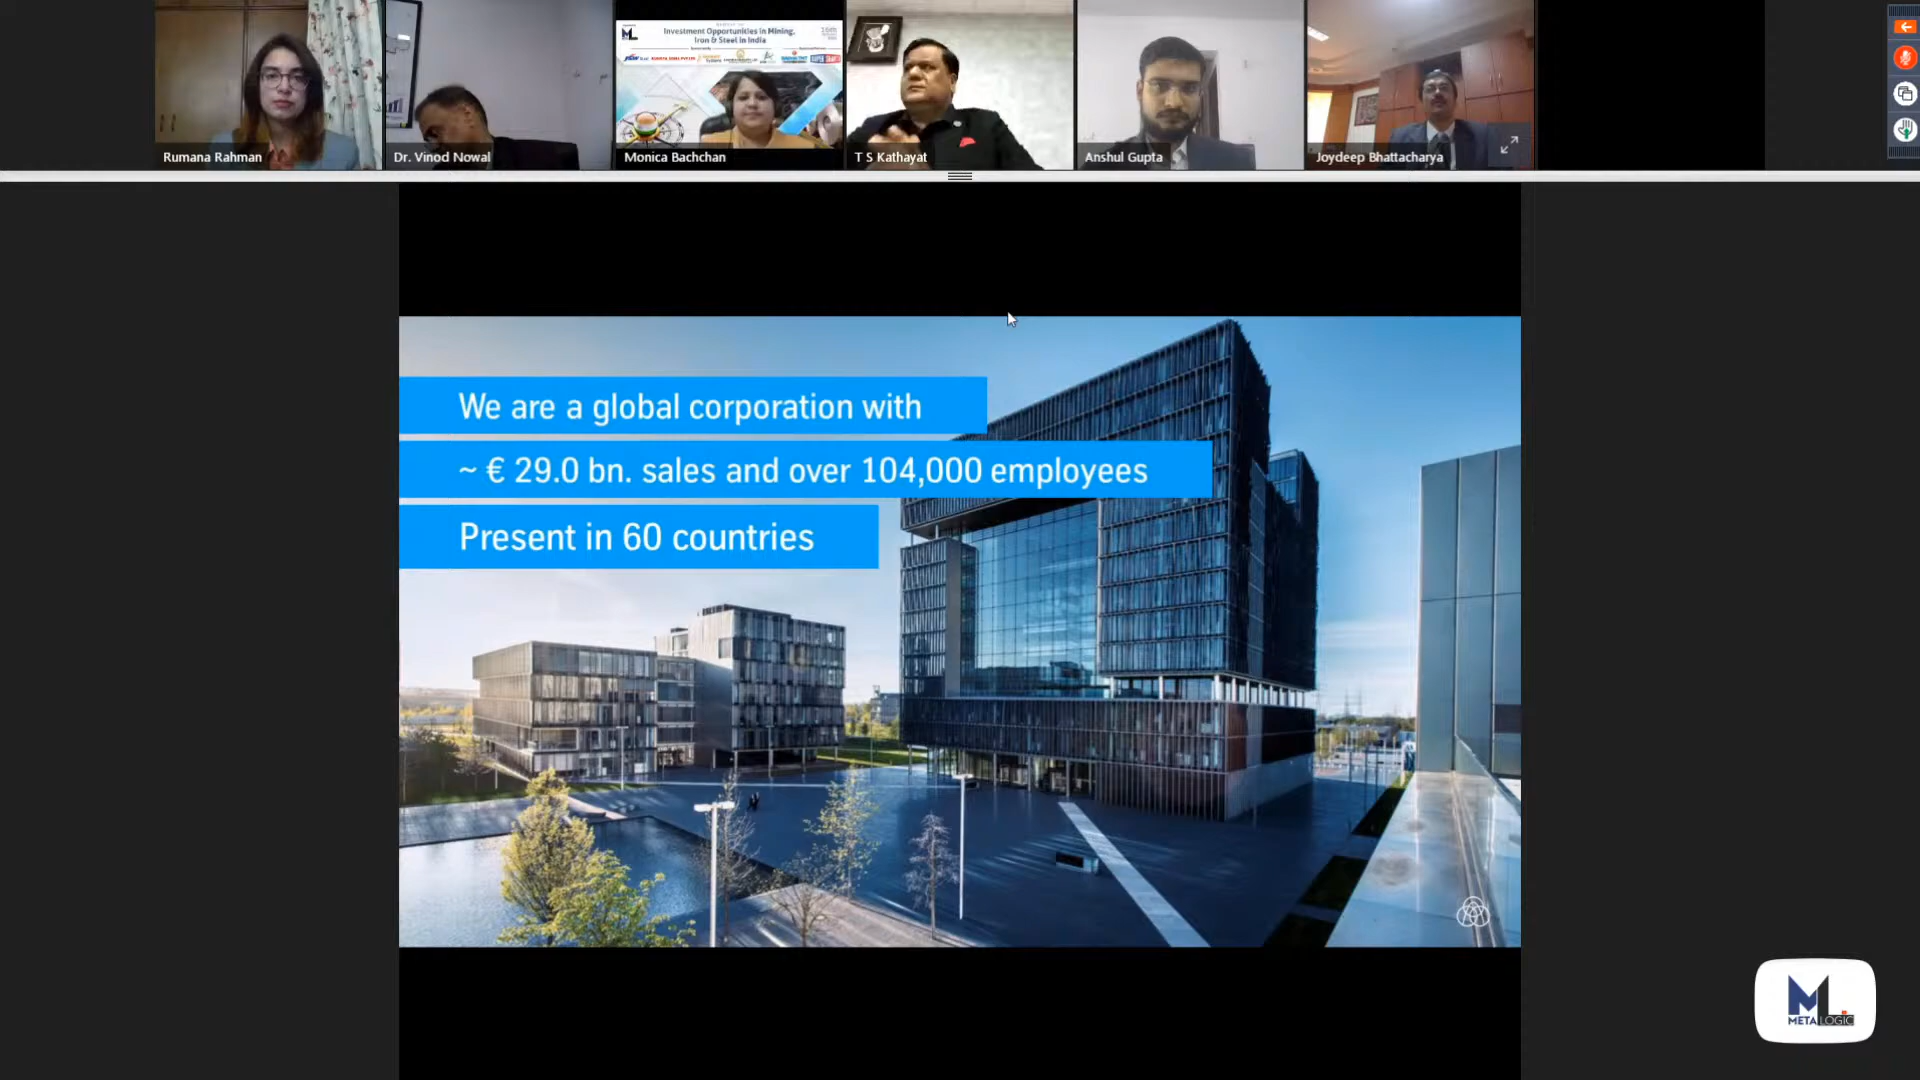 Investment Opportunities in Mining,
Iron & Steel in India
Rumana Rahman
Dr. Vinod Nowal
Monica Bachchan
T S Kathayat
Anshul Gupta
Joydeep Bhattacharya
We are a global corporation with
~ € 29.0 bn. sales and over 104,000 employees
Present in 60 countries
ML
METALOGIC